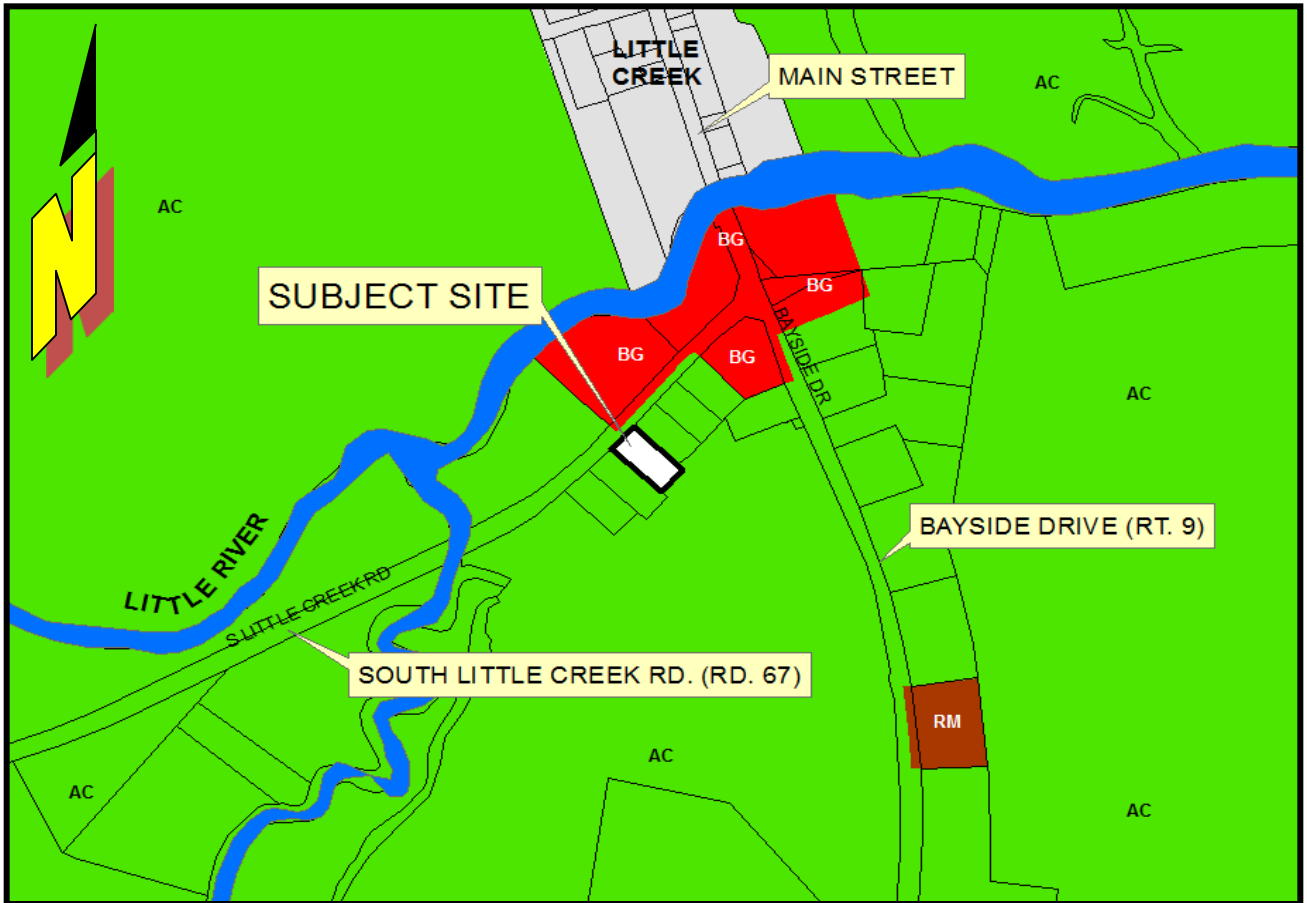 LITTLE
CREEK
MAIN STREET
AC
AC
N
BG
SUBJECT SITE
BG
BAYSIDE DR
BG
BG
AC
BAYSIDE DRIVE (RT. 9)
LITTLE RIVER
S LITTLE CREEK RD
SOUTH LITTLE CREEK RD. (RD. 67)
RM
AC
AC
AC